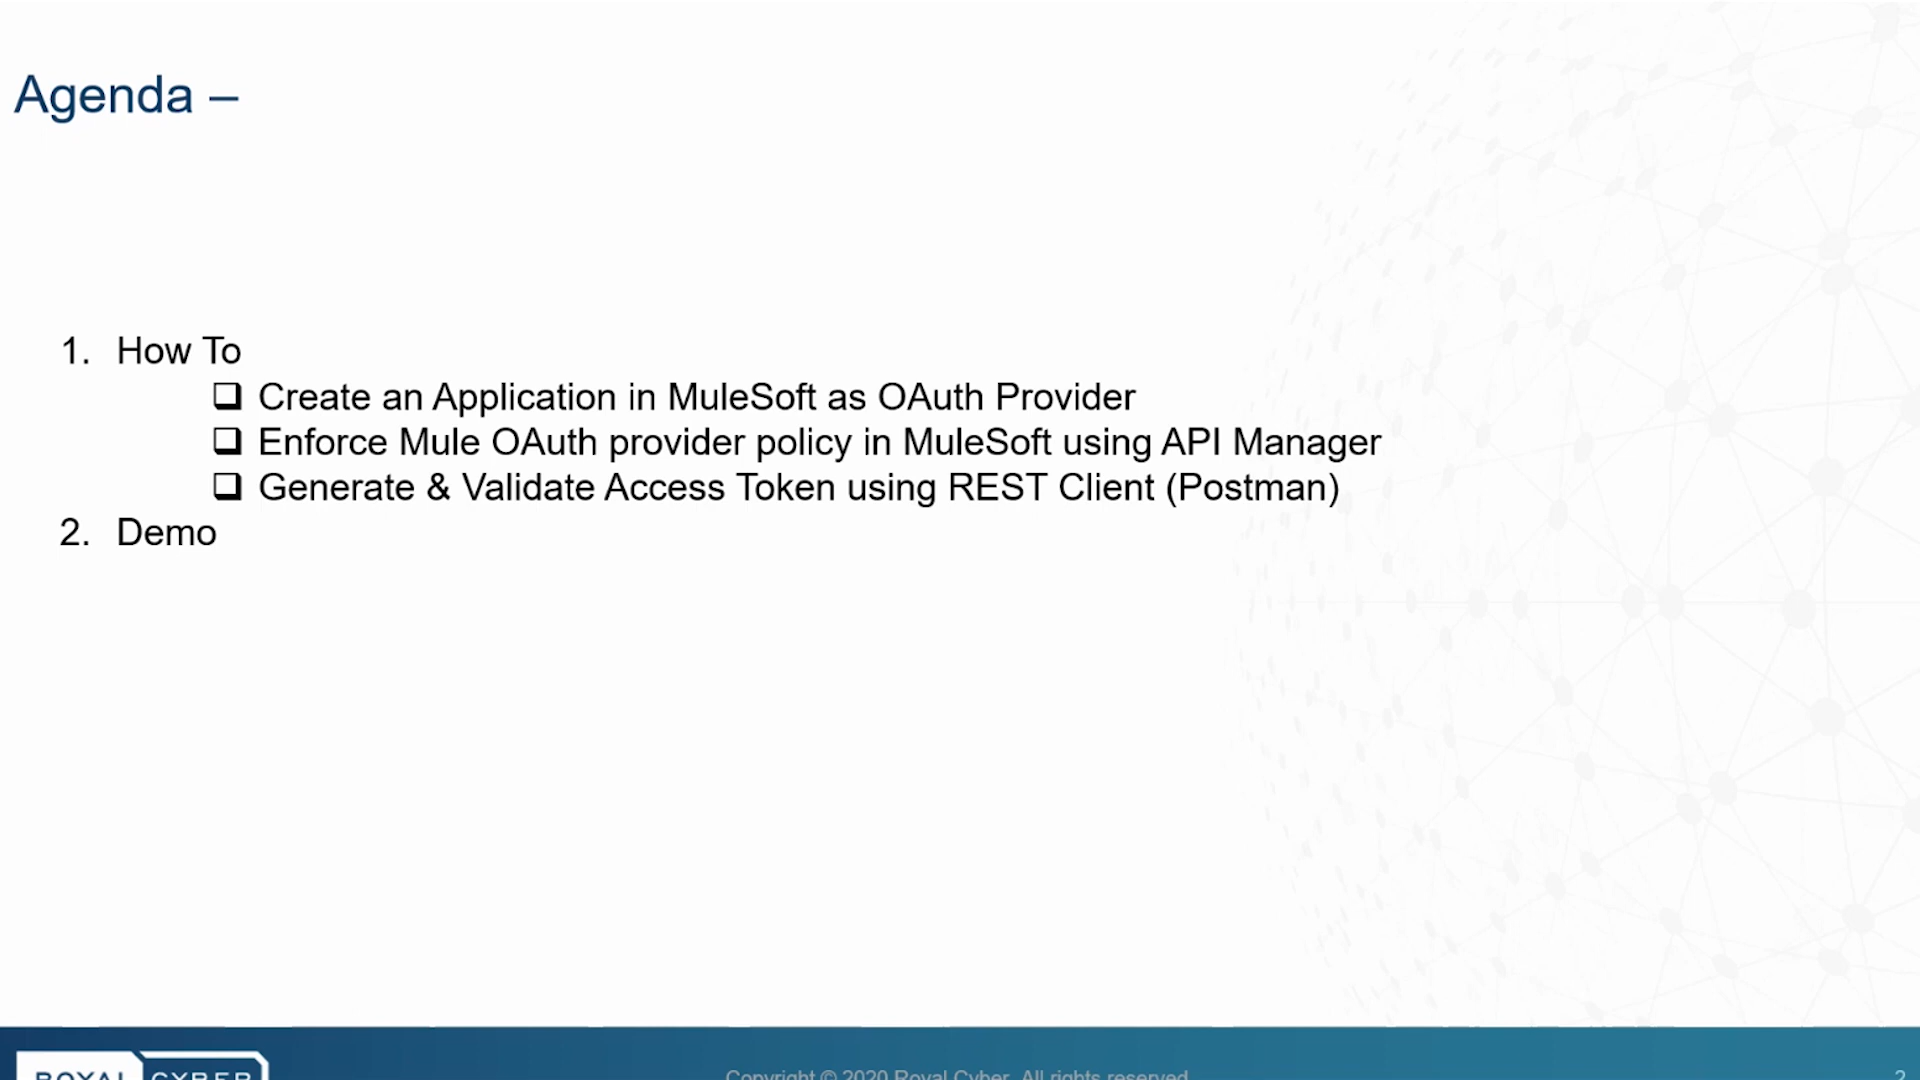 Agenda –
1. How To
❑ Create an Application in MuleSoft as OAuth Provider
❑ Enforce Mule OAuth provider policy in MuleSoft using API Manager
❑ Generate & Validate Access Token using REST Client (Postman)
2. Demo
ROYAL CYBER
Copyright © 2020 Royal Cyber. All rights reserved
2